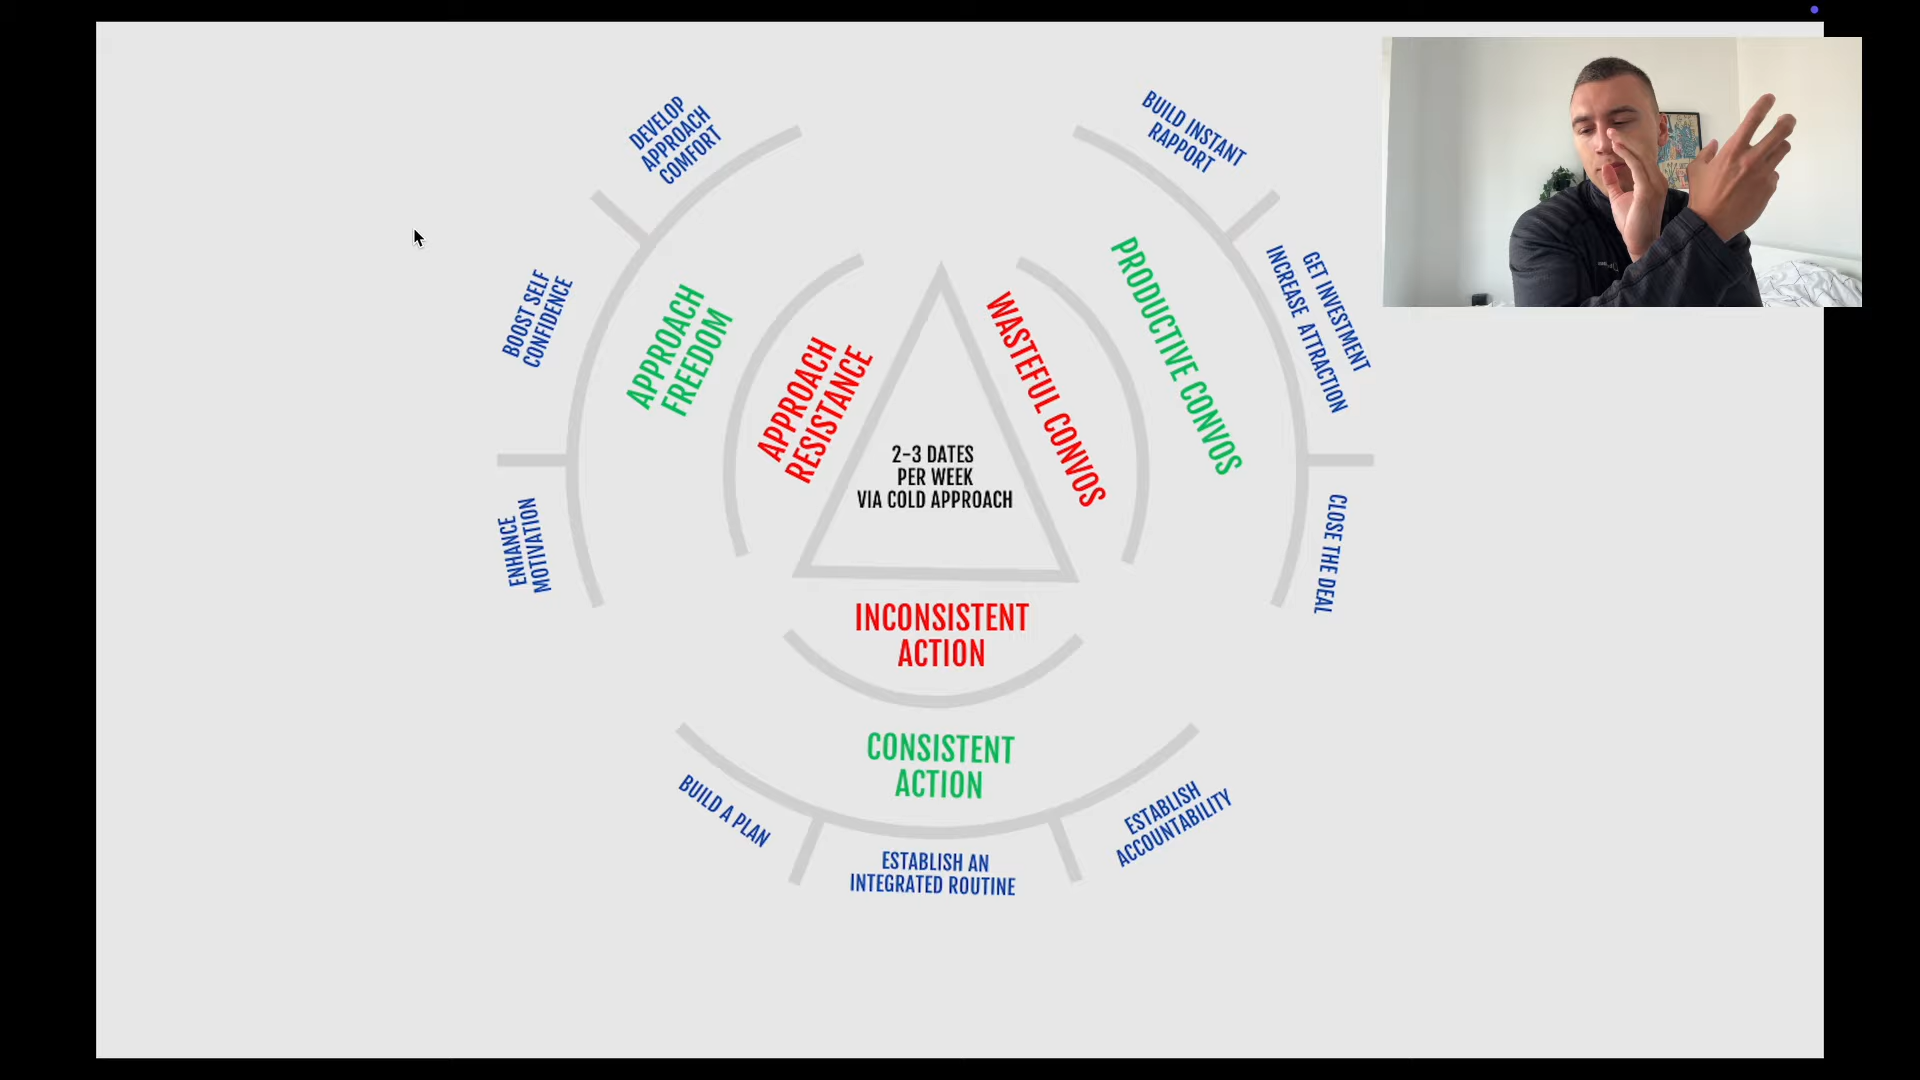 DEVELOP
APPROACH
COMFORT
BOOST SELF
CONFIDENCE
ENHANCE
MOTIVATION
APPROACH
FREEDOM
APPROACH
RESISTANCE
2-3 DATES
PER WEEK
VIA COLD APPROACH
WASTEFUL CONVOS
PRODUCTIVE CONVOS
BUILD INSTANT
RAPPORT
GET INVESTMENT
INCREASE ATTRACTION
CLOSE THE DEAL
INCONSISTENT
ACTION
CONSISTENT
ACTION
BUILD A PLAN
ESTABLISH AN
INTEGRATED ROUTINE
ESTABLISH
ACCOUNTABILITY